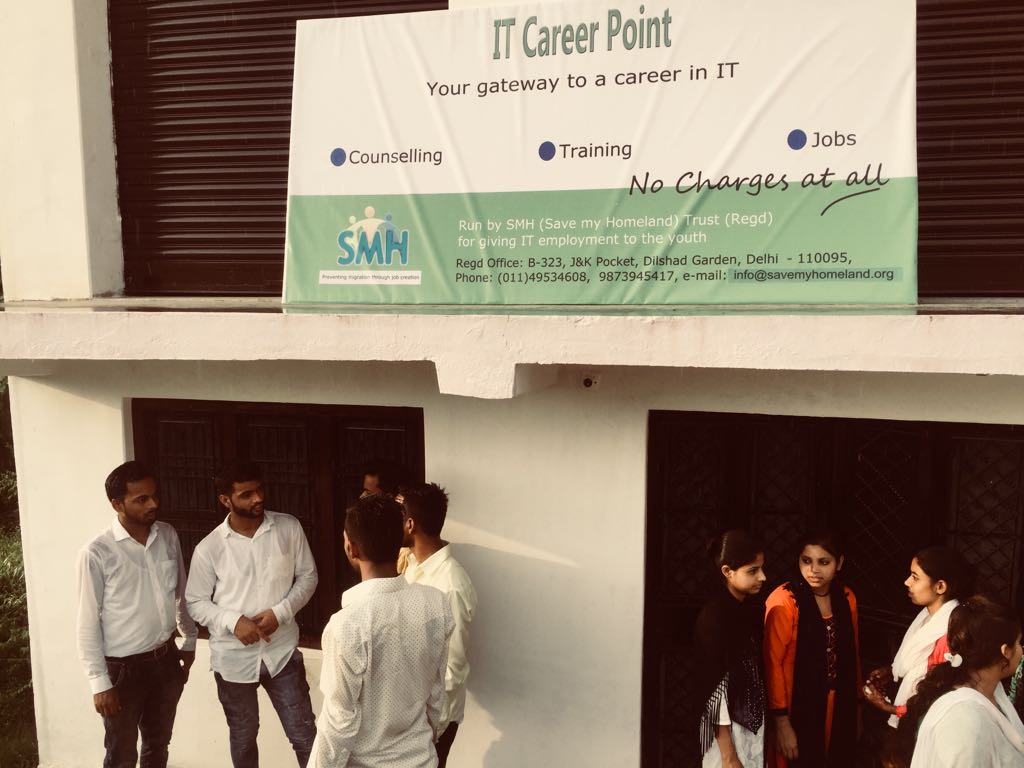 IT Career Point
Your gateway to a career in IT
Counselling
Training
Jobs
No Charges at all
SMH
Preventing migration through job creation
Run by SMH (Save my Homeland) Trust (Regd)
for giving IT employment to the youth
Regd Office: B-323, J&K Pocket, Dilshad Garden, Delhi - 110095,
Phone: (011)49534608, 9873945417, e-mail: info@savemyhomeland.org